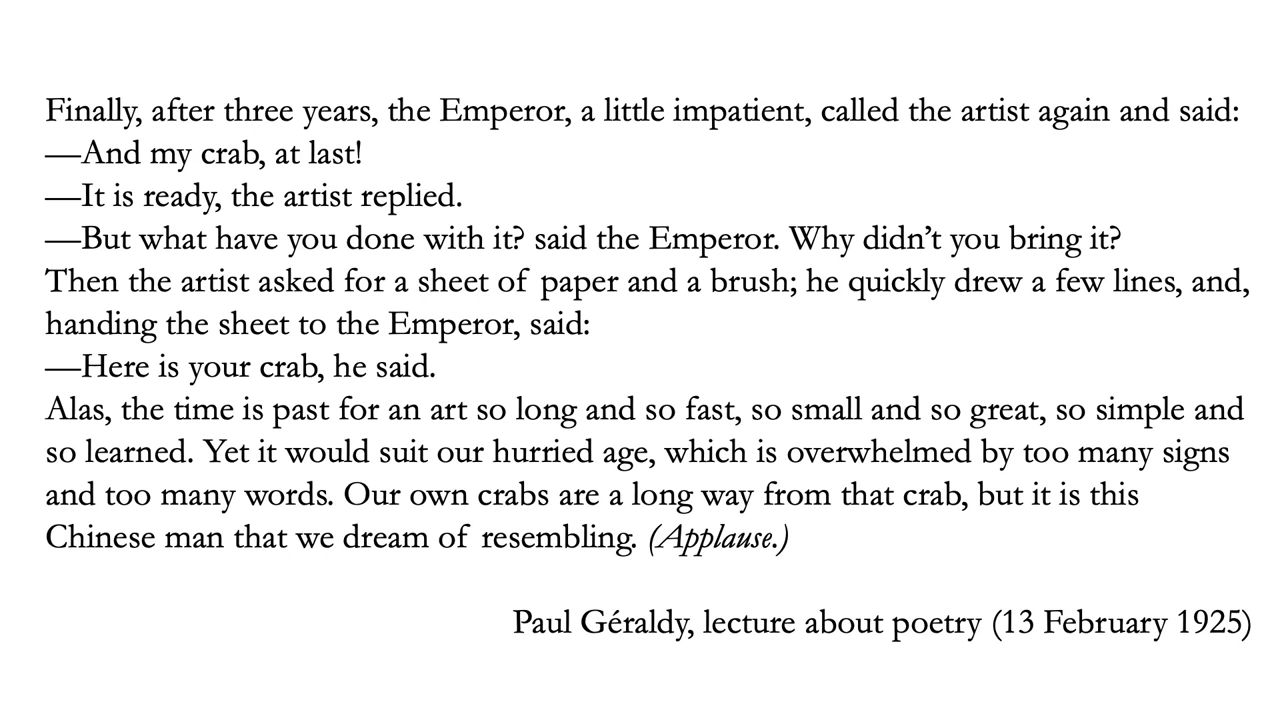 Finally, after three years, the Emperor, a little impatient, called the artist again and said:
—And my crab, at last!
—It is ready, the artist replied.
—But what have you done with it? said the Emperor. Why didn’t you bring it?
Then the artist asked for a sheet of paper and a brush; he quickly drew a few lines, and,
handing the sheet to the Emperor, said:
—Here is your crab, he said.
Alas, the time is past for an art so long and so fast, so small and so great, so simple and
so learned. Yet it would suit our hurried age, which is overwhelmed by too many signs
and too many words. Our own crabs are a long way from that crab, but it is this
Chinese man that we dream of resembling. (Applause.)
Paul Géraldy, lecture about poetry (13 February 1925)